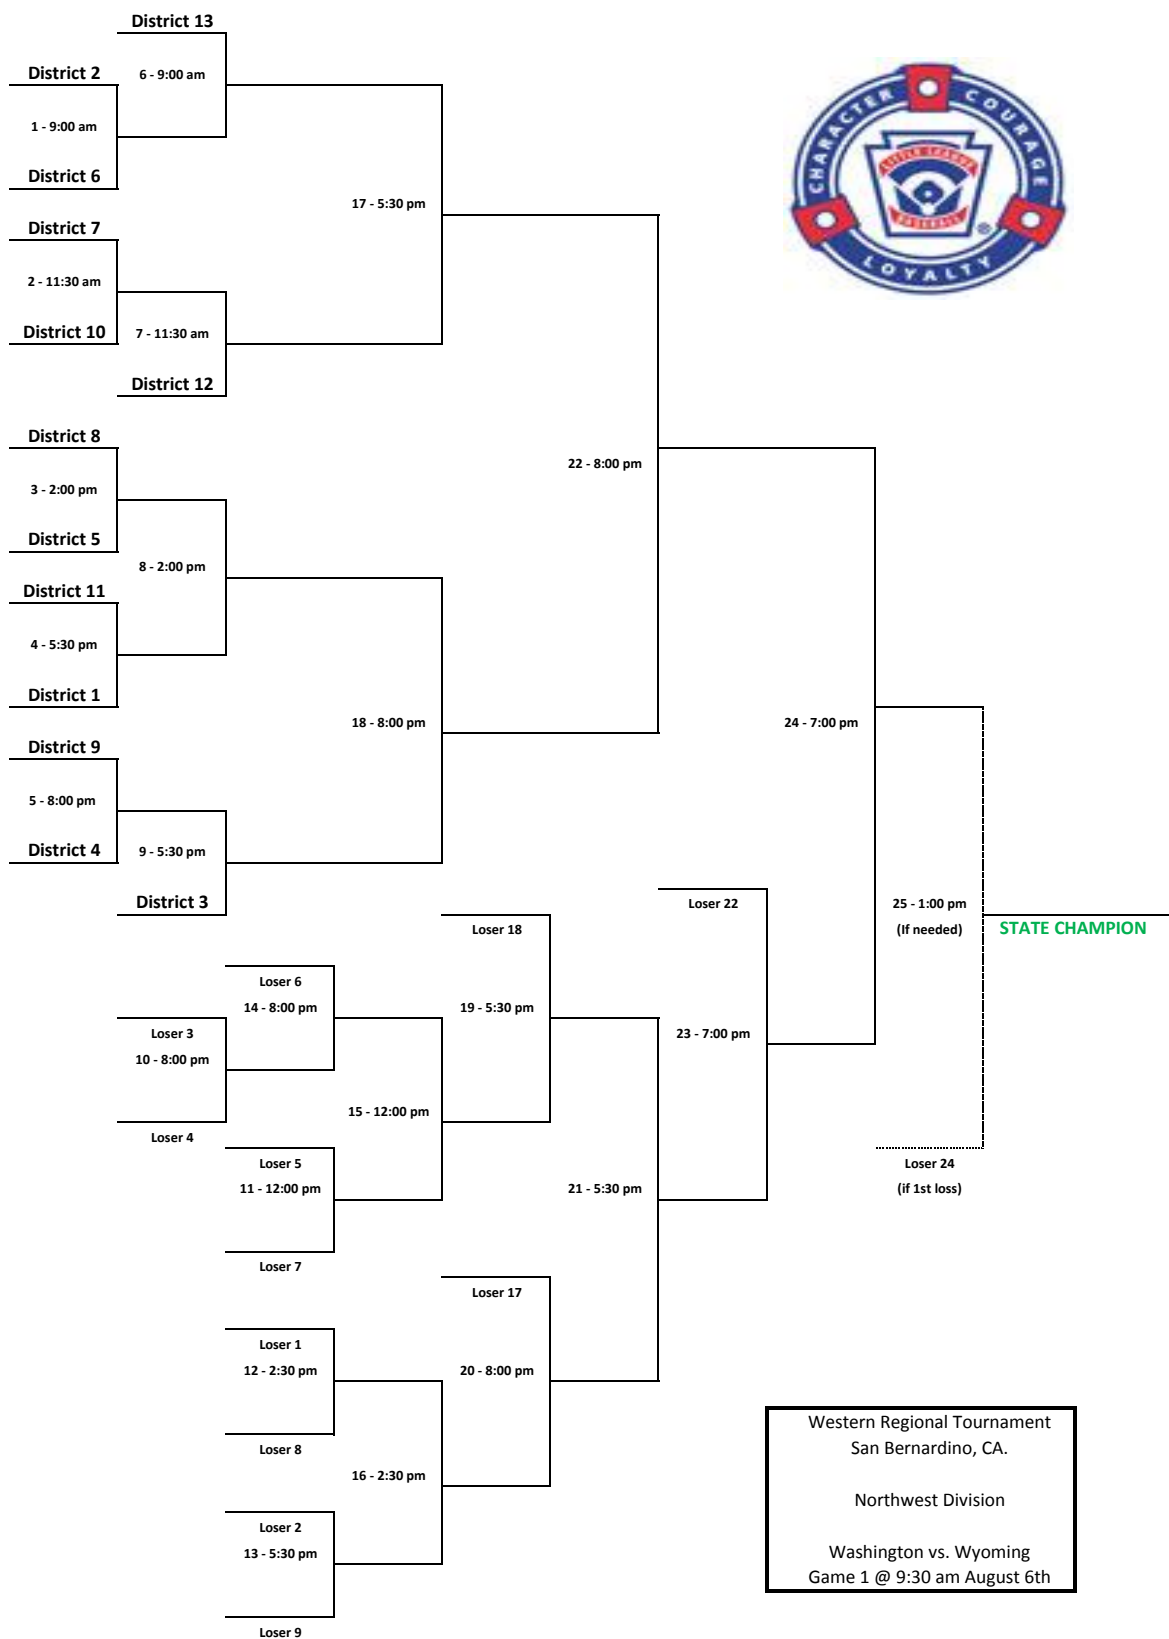 District 13
District 2
6 - 9:00 am
1 - 9:00 am
District 6
17 - 5:30 pm
District 7
2 - 11:30 am
District 10
7 - 11:30 am
District 12
District 8
22 - 8:00 pm
3 - 2:00 pm
District 5
8 - 2:00 pm
District 11
4 - 5:30 pm
District 1
18 - 8:00 pm
24 - 7:00 pm
District 9
5 - 8:00 pm
District 4
9 - 5:30 pm
District 3
Loser 22
25 - 1:00 pm
(If needed)
STATE CHAMPION
Loser 18
Loser 6
14 - 8:00 pm
19 - 5:30 pm
Loser 3
10 - 8:00 pm
23 - 7:00 pm
15 - 12:00 pm
Loser 4
Loser 5
11 - 12:00 pm
21 - 5:30 pm
Loser 24
(if 1st loss)
Loser 7
Loser 17
Loser 1
12 - 2:30 pm
20 - 8:00 pm
Loser 8
16 - 2:30 pm
Loser 2
13 - 5:30 pm
Loser 9
CHARACTER
COURAGE
LOYALTY
LITTLE LEAGUE
BASEBALL
®
Western Regional Tournament
San Bernardino, CA.
Northwest Division
Washington vs. Wyoming
Game 1 @ 9:30 am August 6th